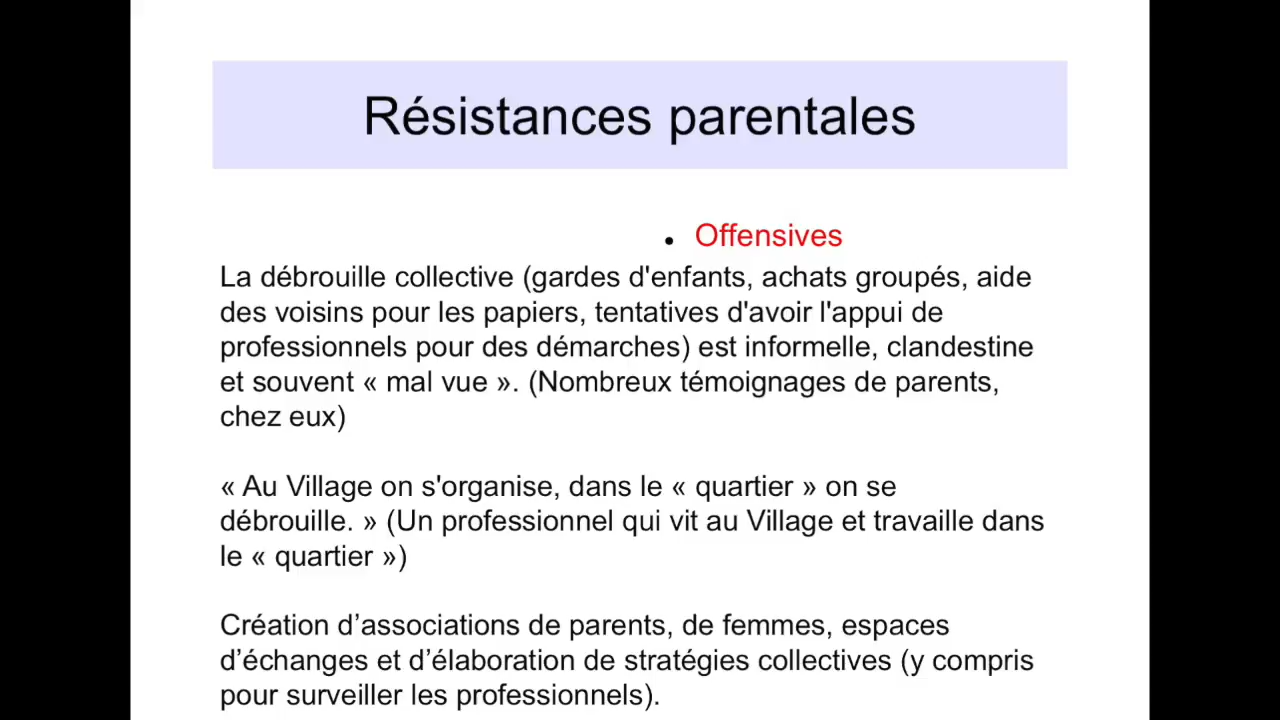 Résistances parentales
• Offensives
La débrouille collective (gardes d'enfants, achats groupés, aide
des voisins pour les papiers, tentatives d'avoir l'appui de
professionnels pour des démarches) est informelle, clandestine
et souvent « mal vue ». (Nombreux témoignages de parents,
chez eux)
« Au Village on s'organise, dans le « quartier » on se
débrouille. » (Un professionnel qui vit au Village et travaille dans
le « quartier »)
Création d’associations de parents, de femmes, espaces
d’échanges et d’élaboration de stratégies collectives (y compris
pour surveiller les professionnels).